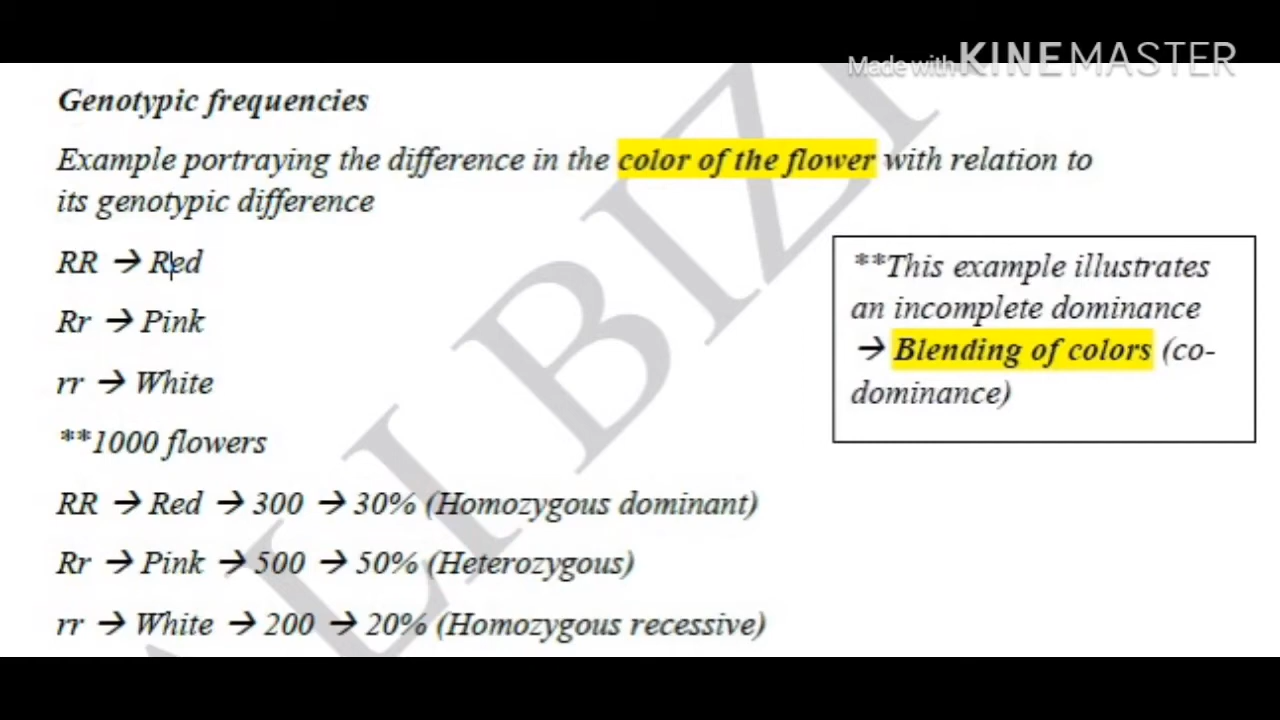 Made with KINEMASTER
Genotypic frequencies
Example portraying the difference in the color of the flower with relation to
its genotypic difference
RR → Red
Rr → Pink
rr → White
**1000 flowers
RR → Red → 300 → 30% (Homozygous dominant)
Rr → Pink → 500 → 50% (Heterozygous)
rr → White → 200 → 20% (Homozygous recessive)
**This example illustrates
an incomplete dominance
→ Blending of colors (co-
dominance)
ALI BIZI